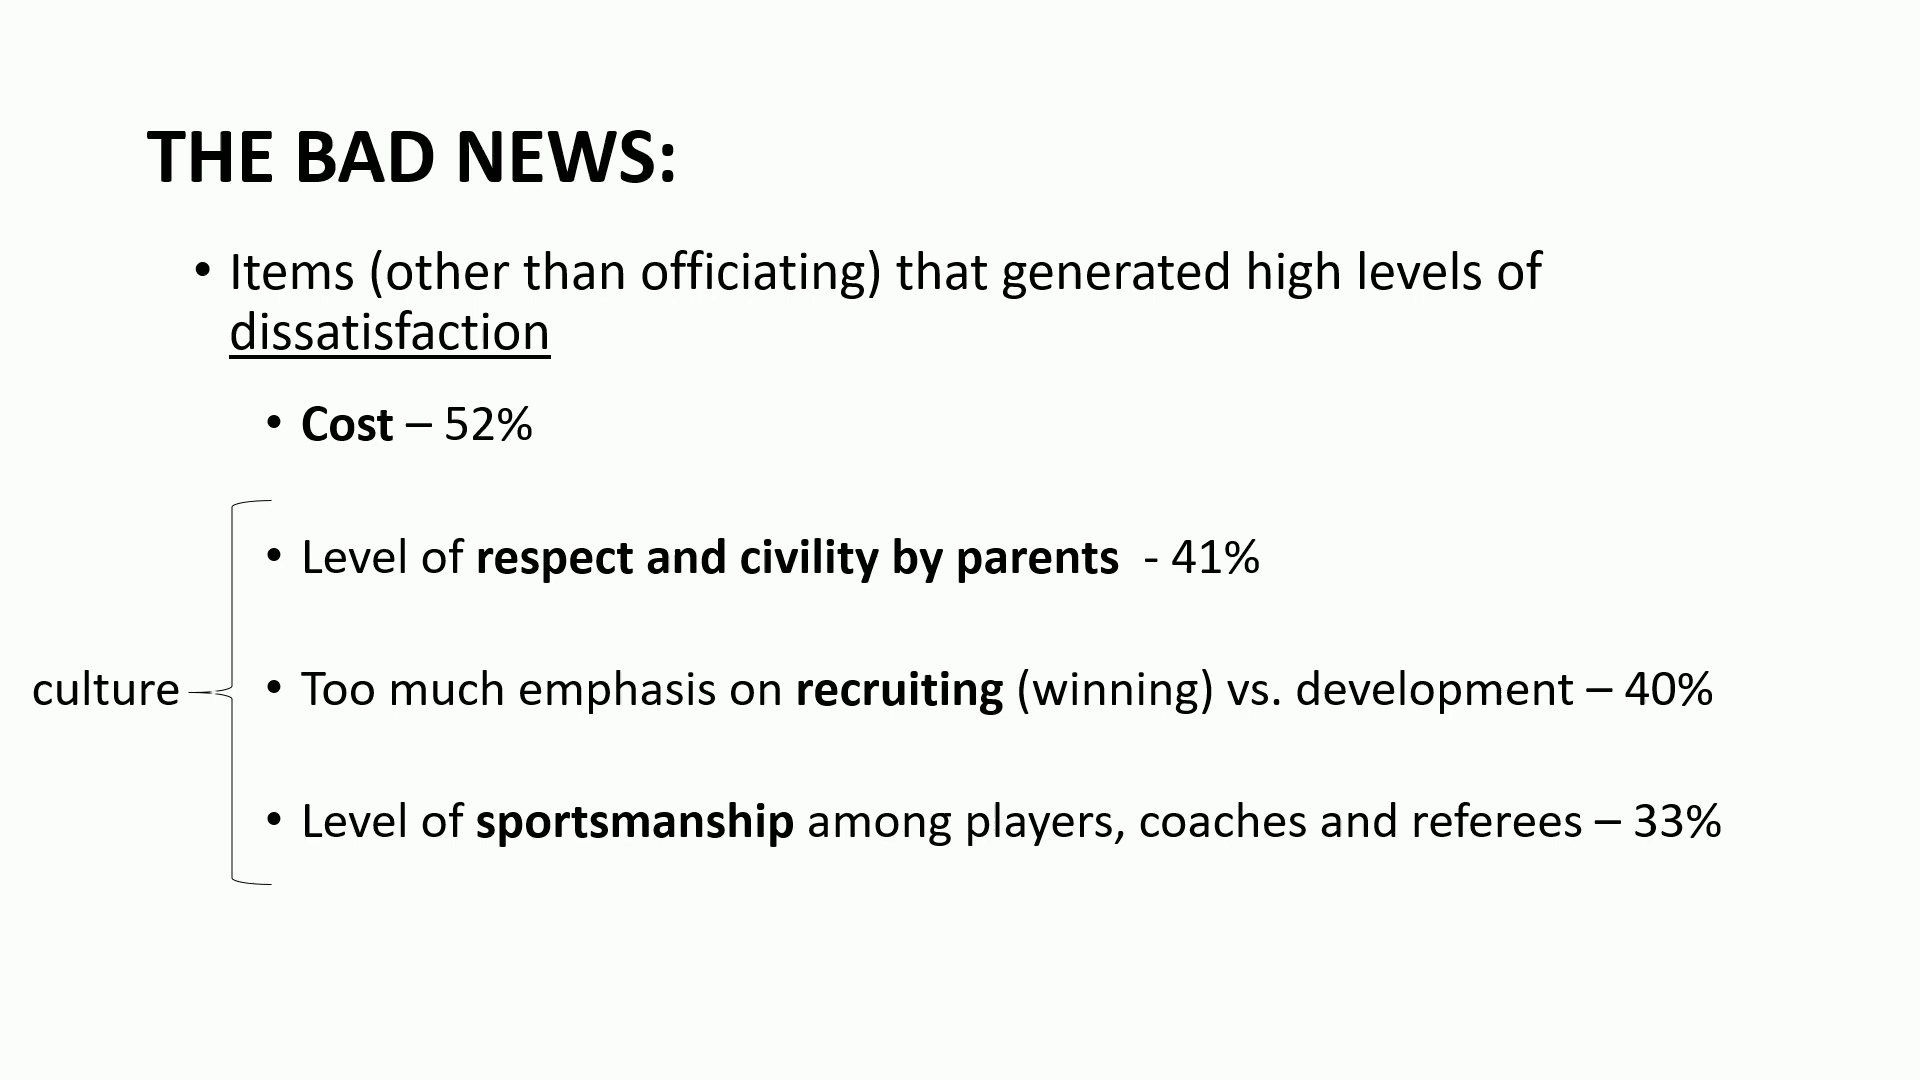 THE BAD NEWS:
• Items (other than officiating) that generated high levels of
dissatisfaction
• Cost – 52%
• Level of respect and civility by parents  - 41%
culture
• Too much emphasis on recruiting (winning) vs. development – 40%
• Level of sportsmanship among players, coaches and referees – 33%